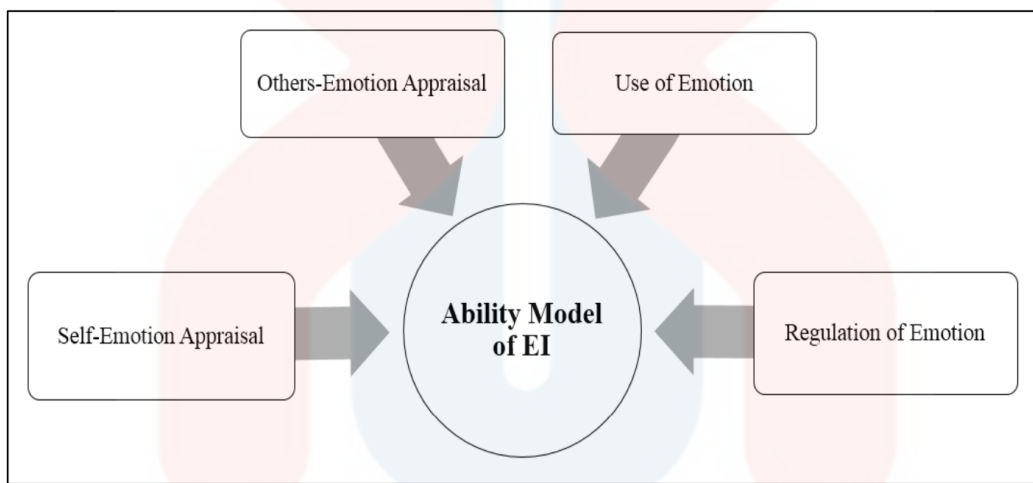 Others-Emotion Appraisal
Use of Emotion
Self-Emotion Appraisal
Ability Model
of EI
Regulation of Emotion